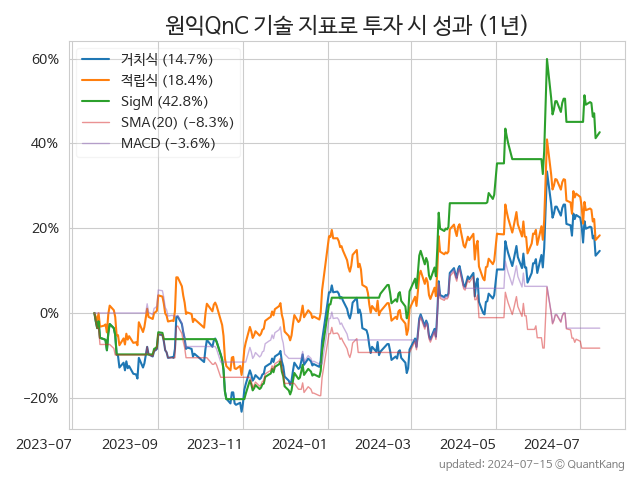 원익QnC 기술 지표로 투자 시 성과 (1년)
거치식 (14.7%)
적립식 (18.4%)
SigM (42.8%)
SMA(20) (−8.3%)
MACD (−3.6%)
60%
40%
20%
0%
−20%
2023-07 2023-09 2023-11 2024-01 2024-03 2024-05 2024-07
updated: 2024-07-15 © QuantKang